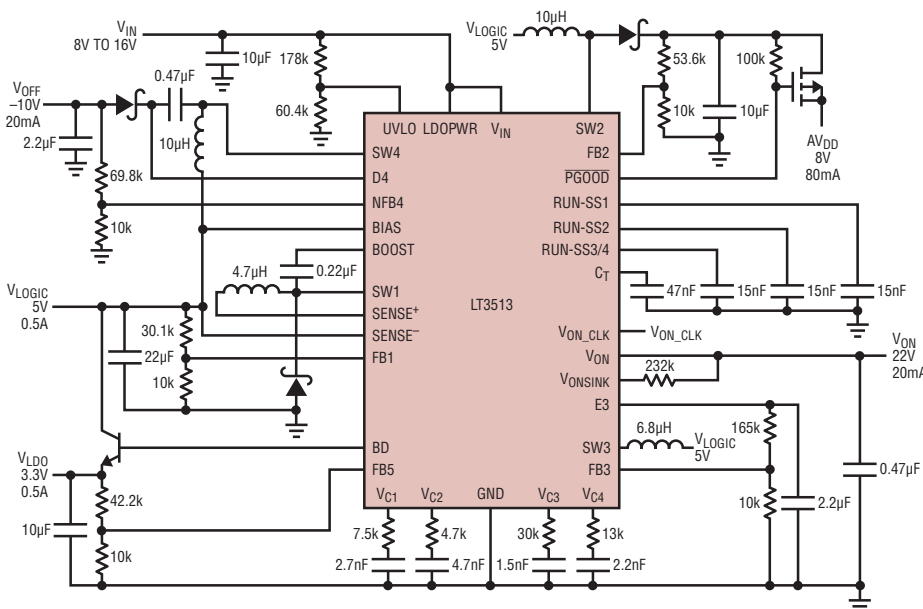 VIN
8V TO 16V
10µF
178k
60.4k
VLOGIC
5V
10µH
53.6k
10k
10µF
100k
AVDD
8V
80mA
VOFF
–10V
20mA
2.2µF
0.47µF
10µH
69.8k
10k
UVLO LDOPWR VIN SW2
SW4
D4
NFB4
BIAS
BOOST
SW1
SENSE+
SENSE–
FB1
BD
FB5
LT3513
FB2
PGOOD
RUN-SS1
RUN-SS2
RUN-SS3/4
CT
VON_CLK
VON
VONSINK
E3
SW3
FB3
VC1 VC2 GND VC3 VC4
4.7µH
0.22µF
VLOGIC
5V
0.5A
30.1k
22µF
10k
VLDO
3.3V
0.5A
42.2k
10µF
10k
47nF 15nF 15nF 15nF
VON_CLK
VON
22V
20mA
232k
165k
6.8µH
VLOGIC
5V
10k
2.2µF
0.47µF
7.5k 4.7k 30k 13k
2.7nF 4.7nF 1.5nF 2.2nF